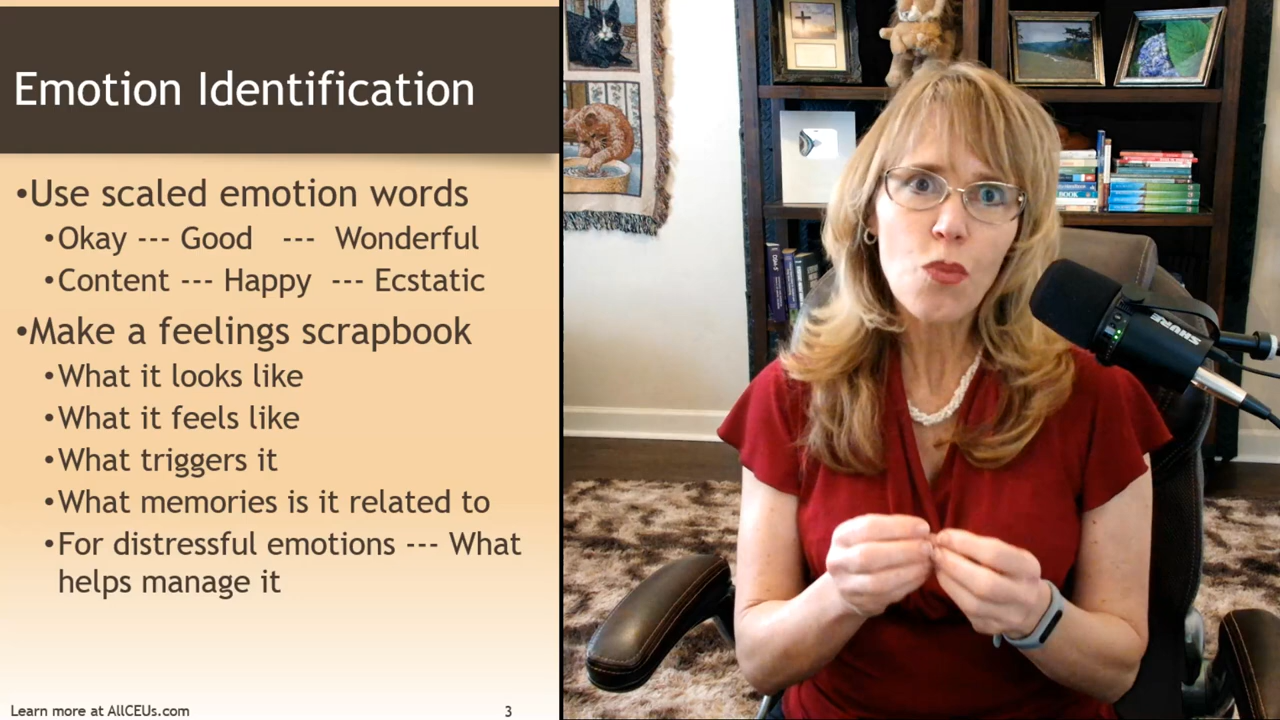 Emotion Identification
•Use scaled emotion words
•Okay --- Good --- Wonderful
•Content --- Happy --- Ecstatic
•Make a feelings scrapbook
•What it looks like
•What it feels like
•What triggers it
•What memories is it related to
•For distressful emotions --- What
helps manage it
Learn more at AllCEUs.com
3
SHURE
BOOK